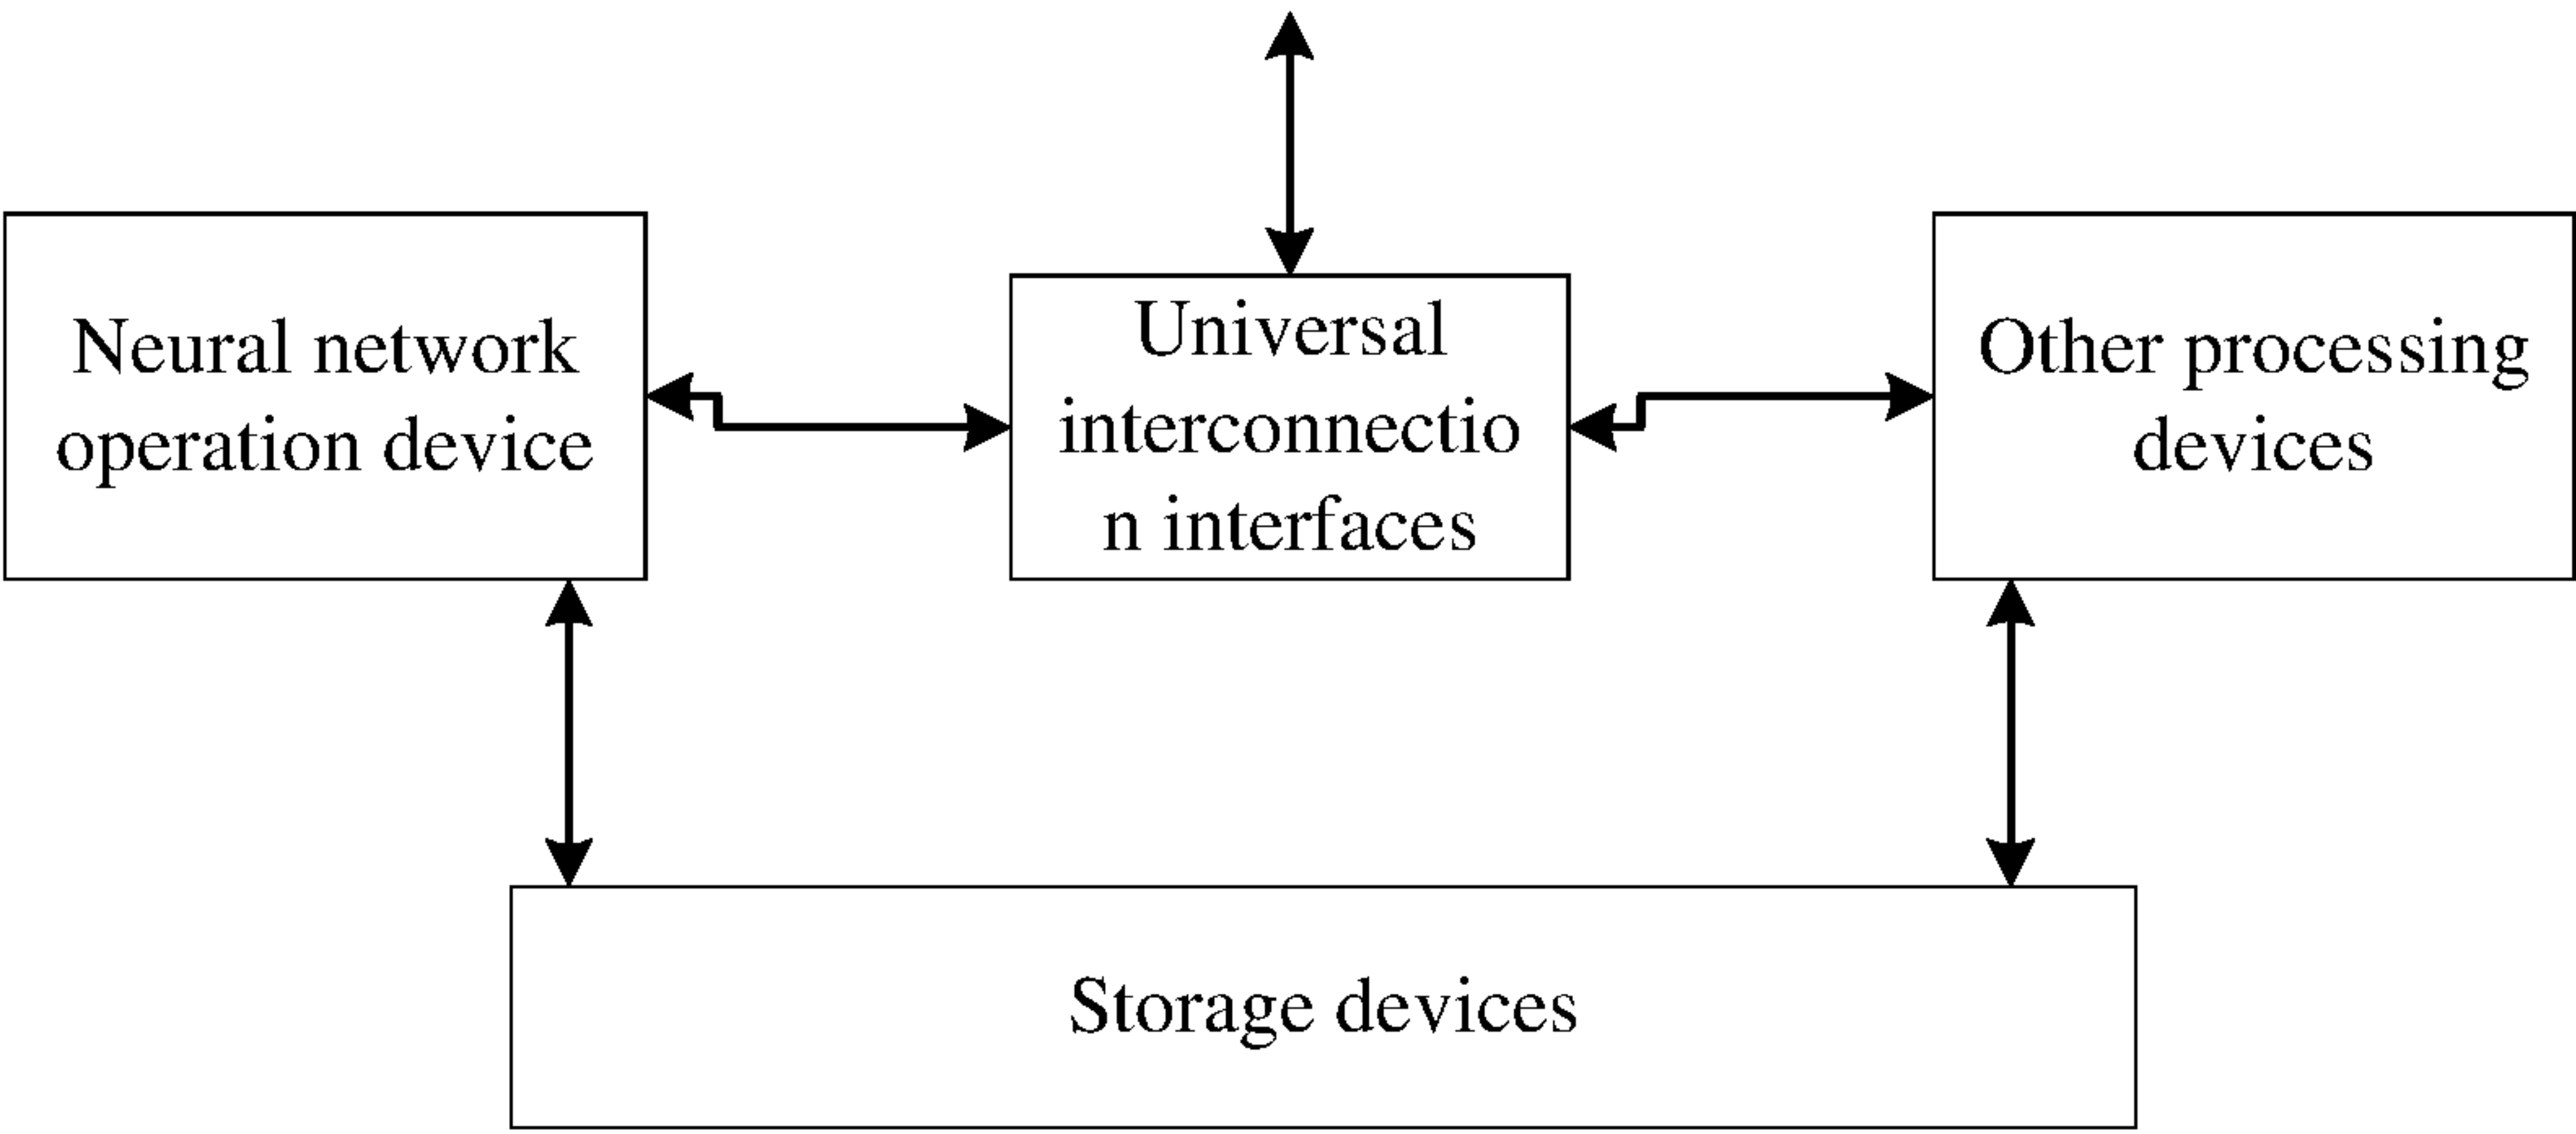 Neural network
operation device
Universal
interconnectio
n interfaces
Other processing
devices
Storage devices